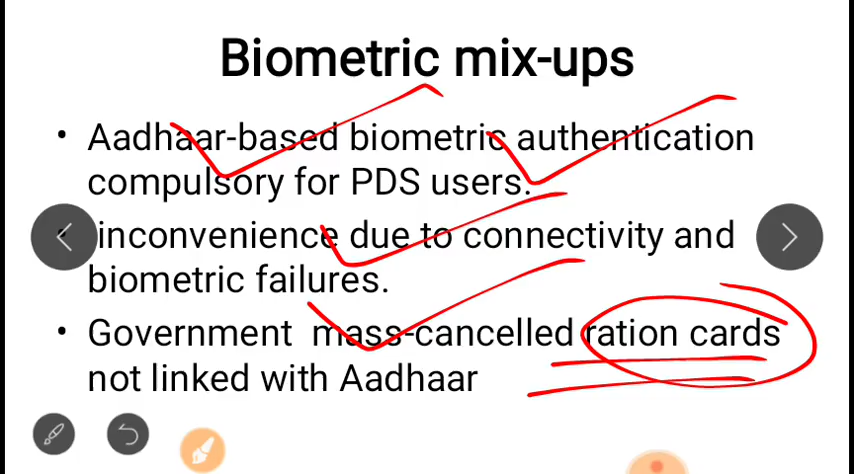 Biometric mix-ups
• Aadhaar-based biometric authentication
compulsory for PDS users.
inconvenience due to connectivity and
biometric failures.
• Government mass-cancelled ration cards
not linked with Aadhaar